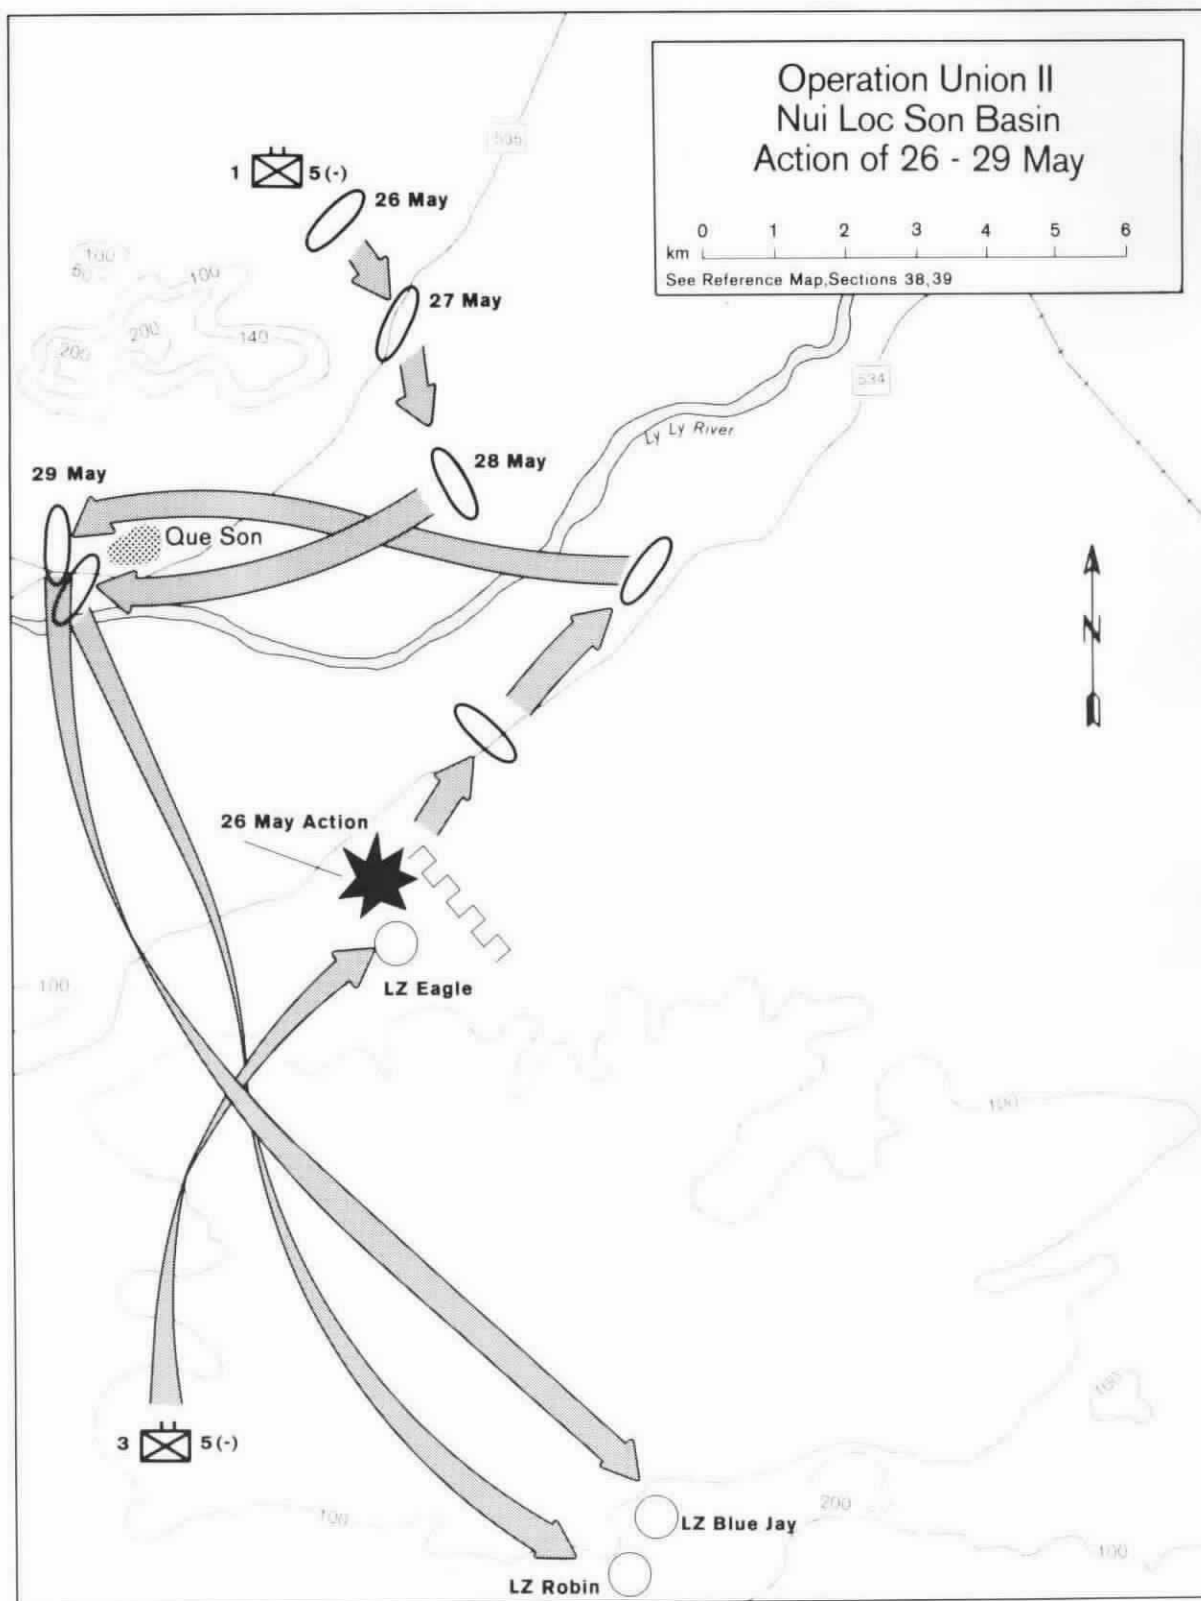 Operation Union II
Nui Loc Son Basin
Action of 26 - 29 May
0 1 2 3 4 5 6
km
See Reference Map,Sections 38,39
535
1 5(-)
26 May
100
100
27 May
200
200
140
534
Ly Ly River
28 May
29 May
Que Son
N
26 May Action
LZ Eagle
100
100
100
3 5(-)
100
200
LZ Blue Jay
100
LZ Robin